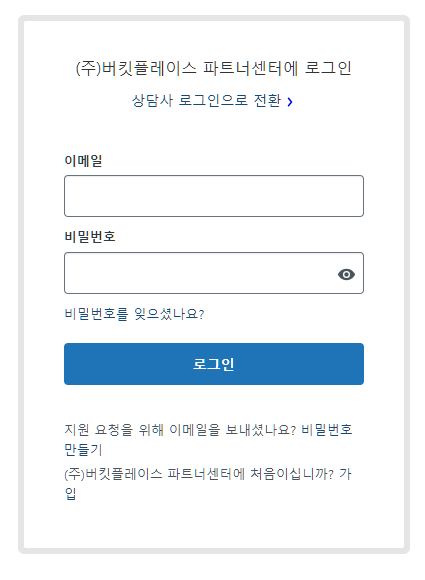 (주)버킷플레이스 파트너센터에 로그인
상담사 로그인으로 전환 ❯
이메일
비밀번호
비밀번호를 잊으셨나요?
로그인
지원 요청을 위해 이메일을 보내셨나요? 비밀번호
만들기
(주)버킷플레이스 파트너센터에 처음이십니까? 가
입